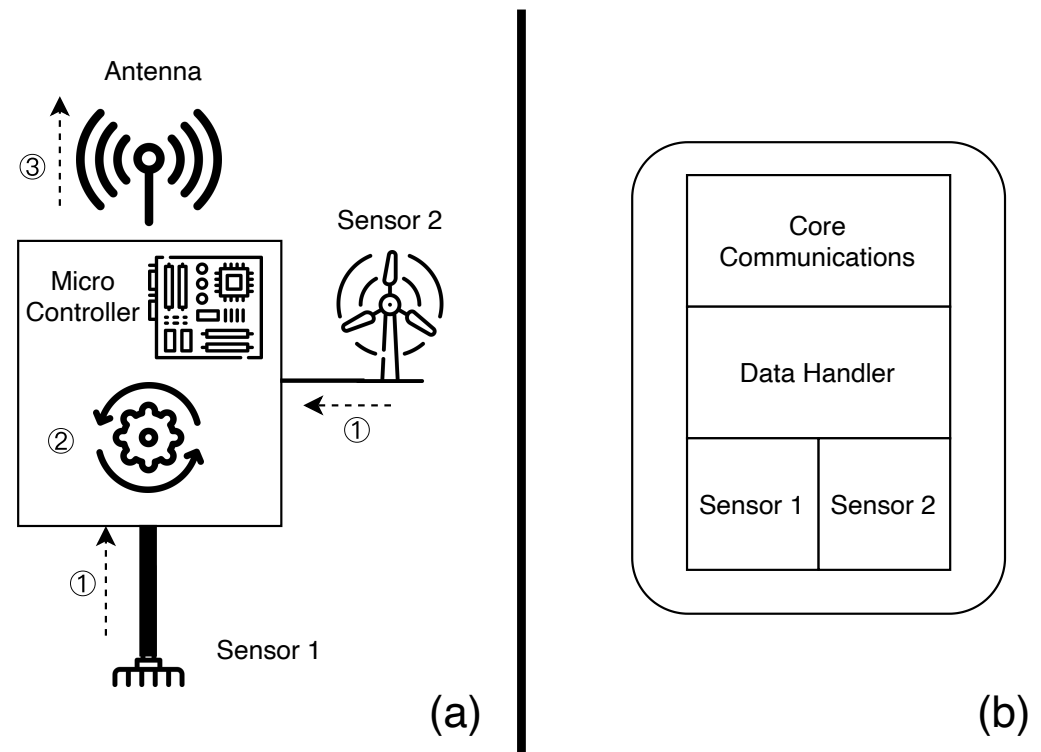 Antenna
③
Sensor 2
Micro
Controller
①
②
①
Sensor 1
(a)
Core
Communications
Data Handler
Sensor 1
Sensor 2
(b)